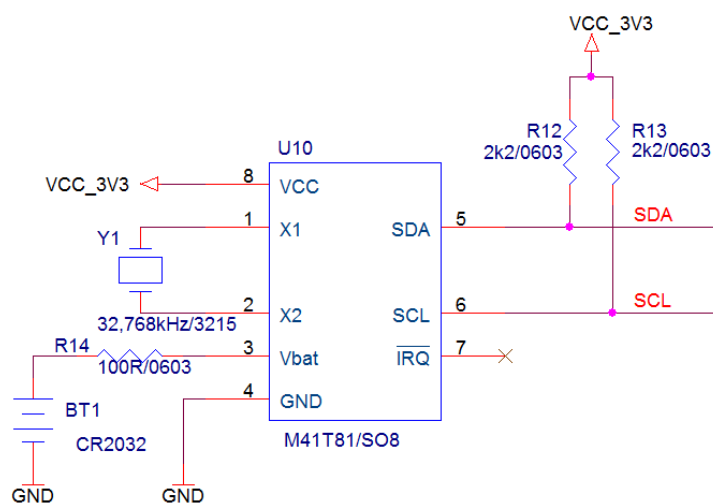 VCC_3V3
R12
2k2/0603
R13
2k2/0603
U10
VCC_3V3
8
VCC
1
X1
SDA
5
SDA
Y1
2
X2
SCL
6
SCL
32,768kHz/3215
R14
100R/0603
3
Vbat
IRQ
7
4
GND
BT1
CR2032
M41T81/SO8
GND
GND